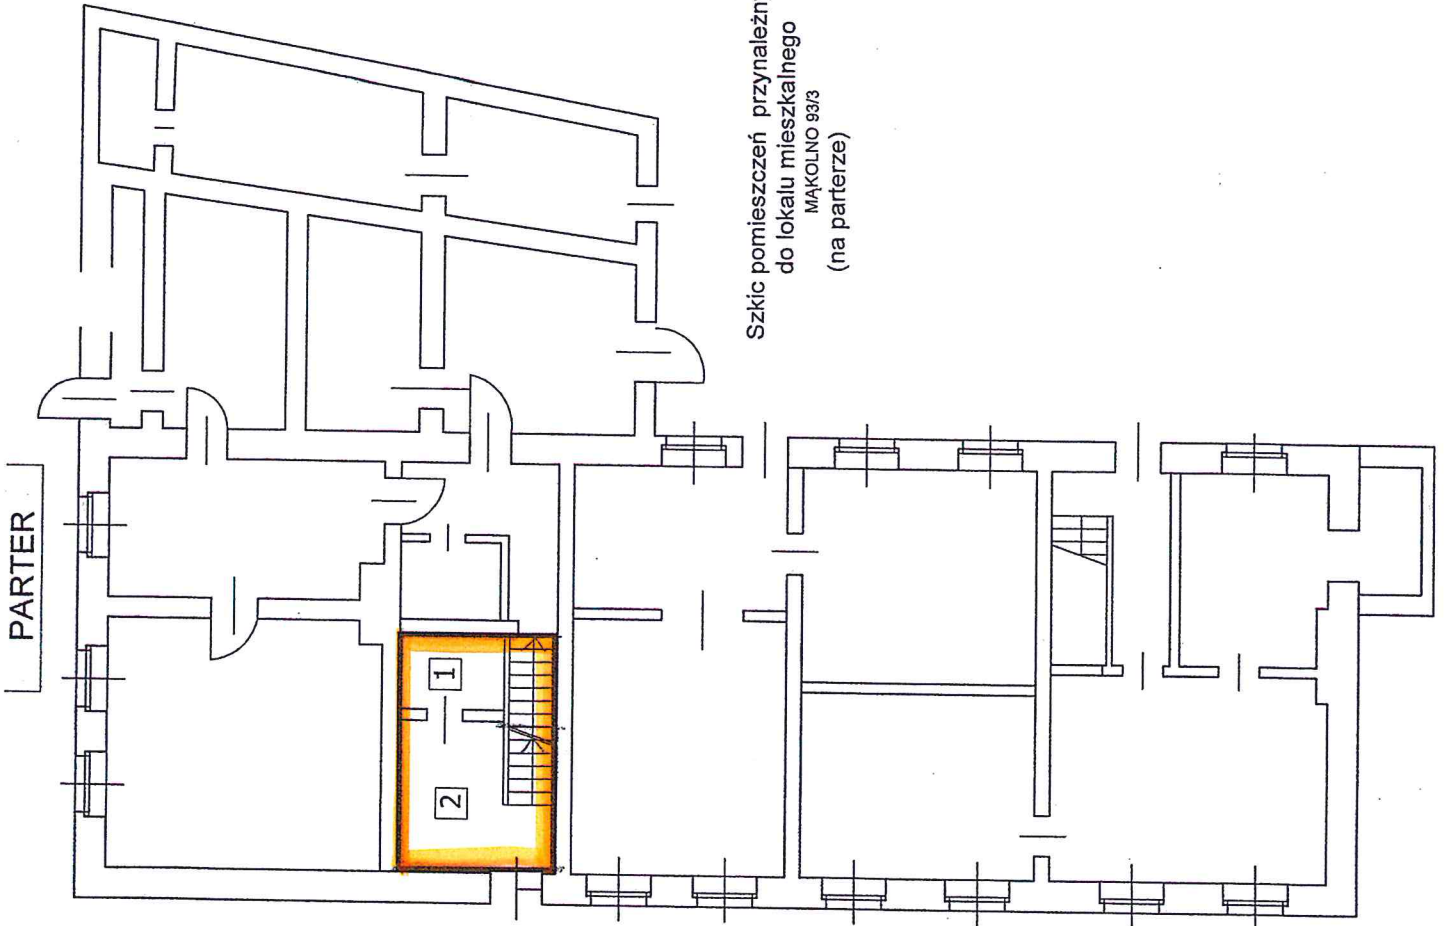 PARTER
Szkic pomieszczeń przynależn
do lokalu mieszkalnego
MĄKOLNO 93/3
(na parterze)
1
2